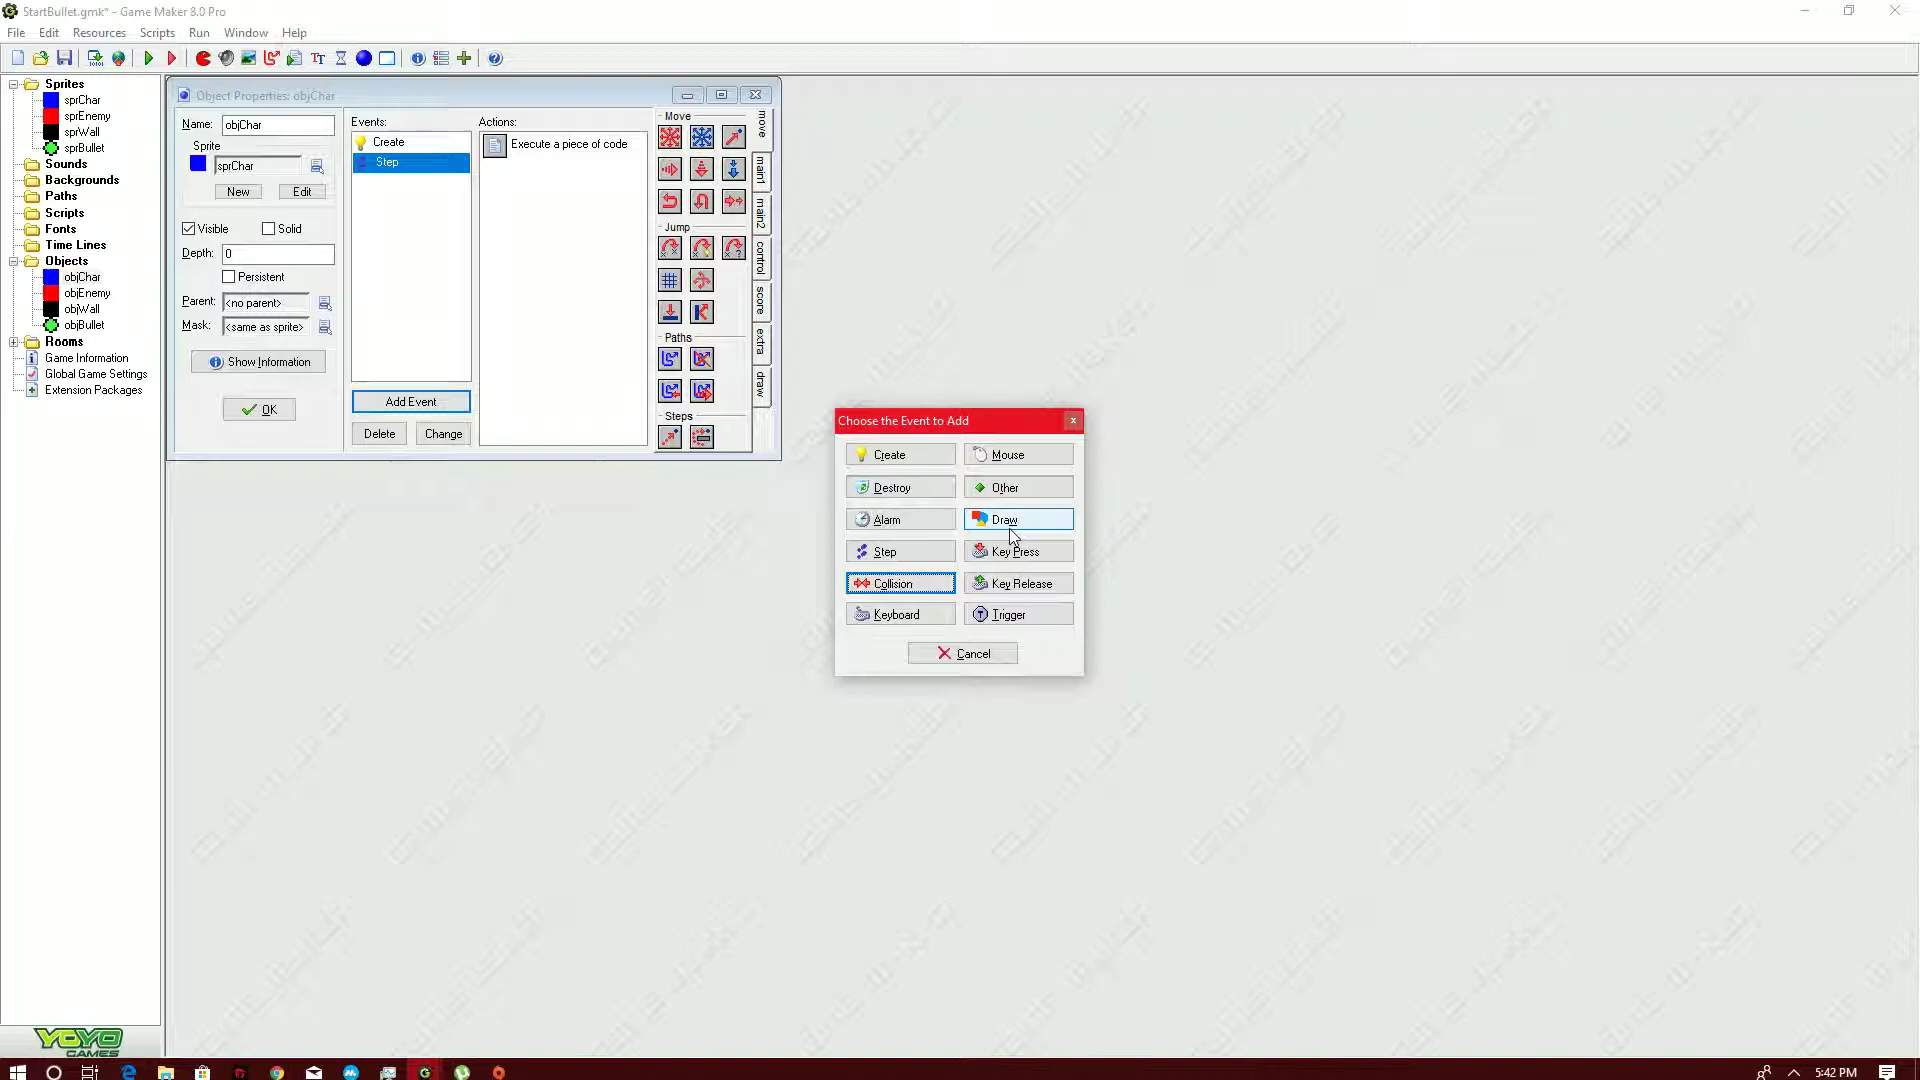 StartBullet.gmk* - Game Maker 8.0 Pro
File Edit Resources Scripts Run Window Help
Sprites
sprChar
sprEnemy
sprWall
sprBullet
Sounds
Backgrounds
Paths
Scripts
Fonts
Time Lines
Objects
objChar
objEnemy
objWall
objBullet
Rooms
Game Information
Global Game Settings
Extension Packages
YOYO
GAMES
Object Properties: objChar
Name: objChar
Sprite
sprChar
New Edit
Visible Solid
Depth: 0
Persistent
Parent: <no parent>
Mask: <same as sprite>
Show Information
OK
Events:
Create
Step
Add Event
Delete Change
Actions:
Execute a piece of code
Move
Jump
Paths
Steps
move
main1
main2
control
score
extra
draw
Choose the Event to Add
Create Mouse
Destroy Other
Alarm Draw
Step Key Press
Collision Key Release
Keyboard Trigger
Cancel
5:42 PM